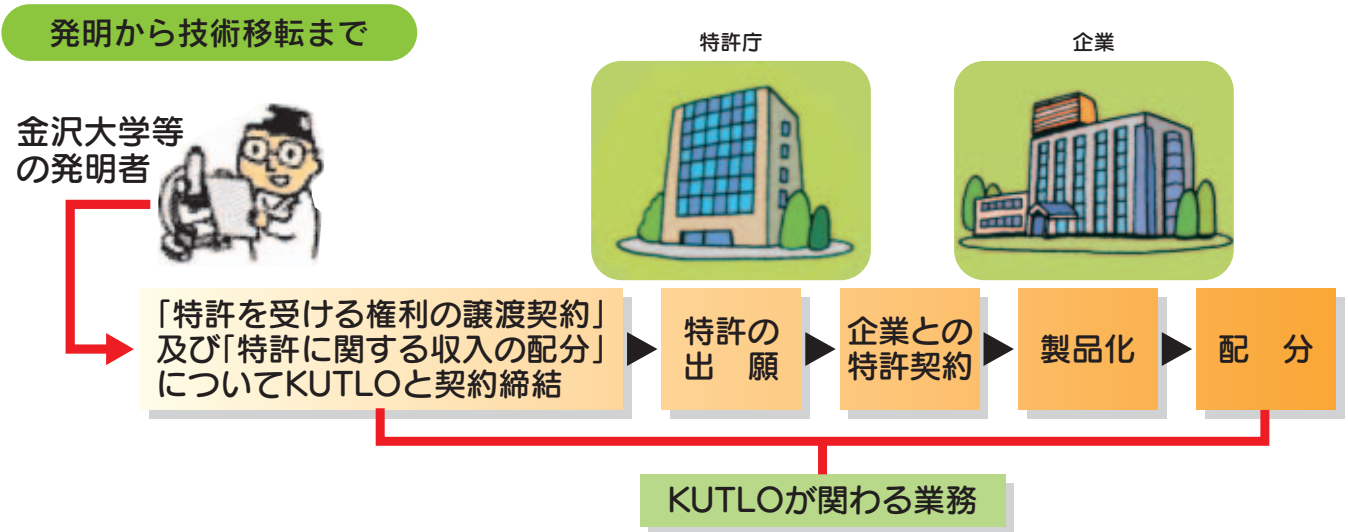 発明から技術移転まで
特許庁
企業
金沢大学等
の発明者
「特許を受ける権利の譲渡契約」
及び「特許に関する収入の配分」
についてKUTLOと契約締結
特許の
出　願
企業との
特許契約
製品化
配　分
KUTLOが関わる業務